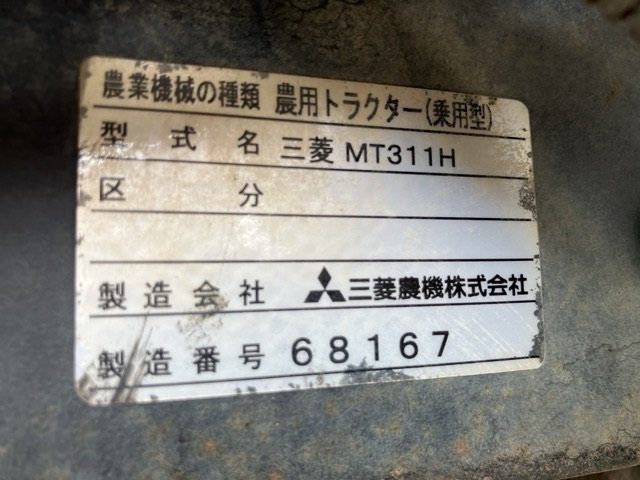 農業機械の種類 農用トラクター(乗用型)
型式名 三菱 MT311H
区分
製造会社 三菱農機株式会社
製造番号 68167